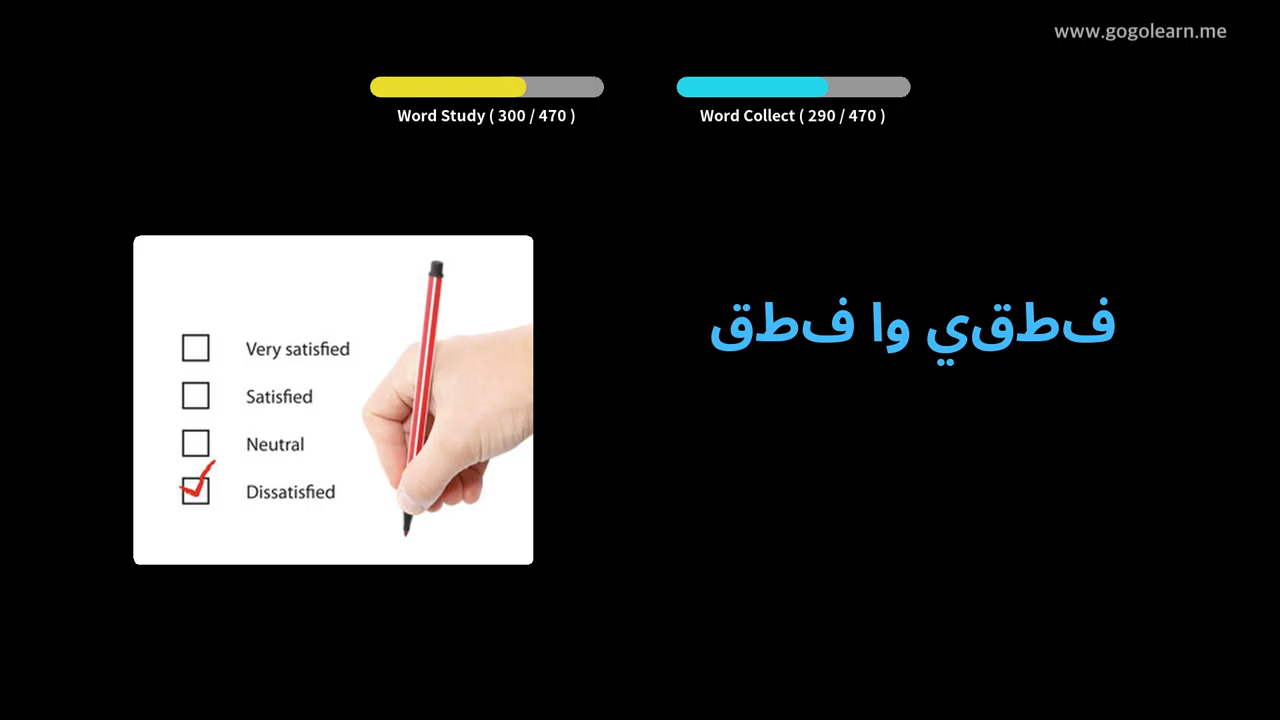 www.gogolearn.me
Word Study ( 300 / 470 )
Word Collect ( 290 / 470 )
فطقي وا فطق
Very satisfied
Satisfied
Neutral
Dissatisfied